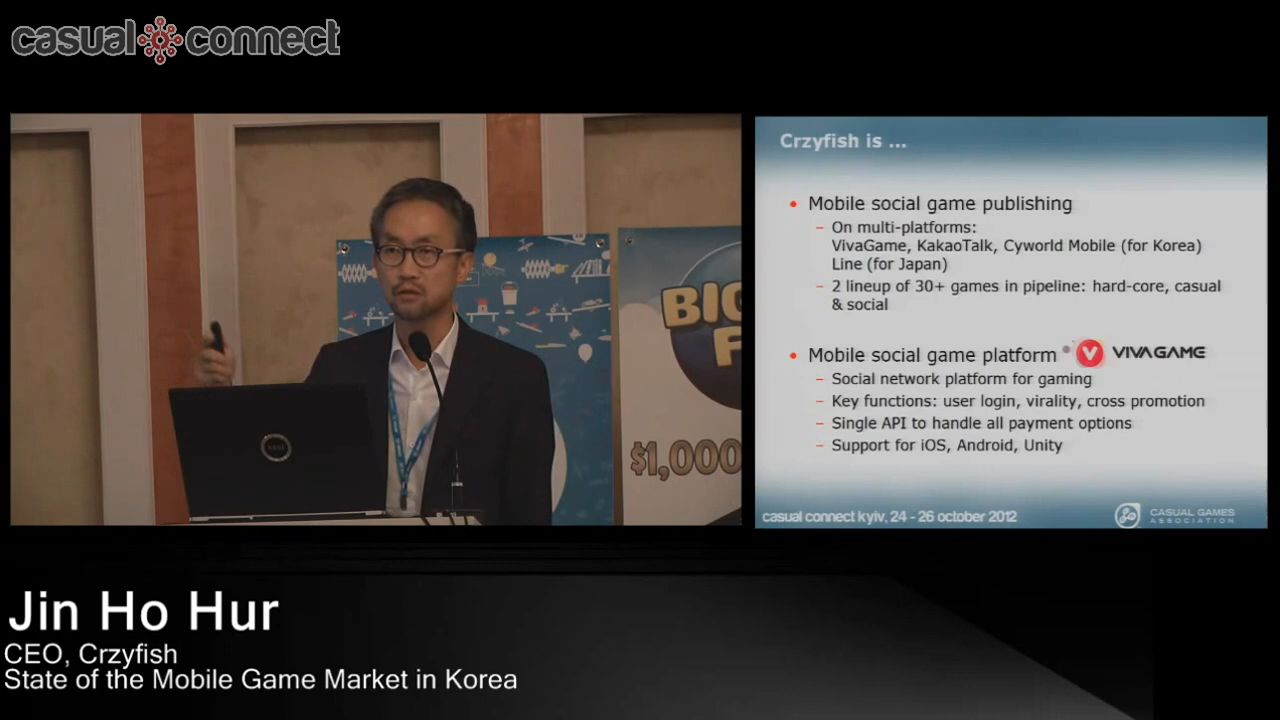 casual connect
BIG
F
$1,000
Crzyfish is ...
• Mobile social game publishing
– On multi-platforms:
VivaGame, KakaoTalk, Cyworld Mobile (for Korea)
Line (for Japan)
– 2 lineup of 30+ games in pipeline: hard-core, casual
& social
• Mobile social game platform VIVAGAME
– Social network platform for gaming
– Key functions: user login, virality, cross promotion
– Single API to handle all payment options
– Support for iOS, Android, Unity
casual connect kyiv, 24 - 26 october 2012
CASUAL GAMES
ASSOCIATION
Jin Ho Hur
CEO, Crzyfish
State of the Mobile Game Market in Korea